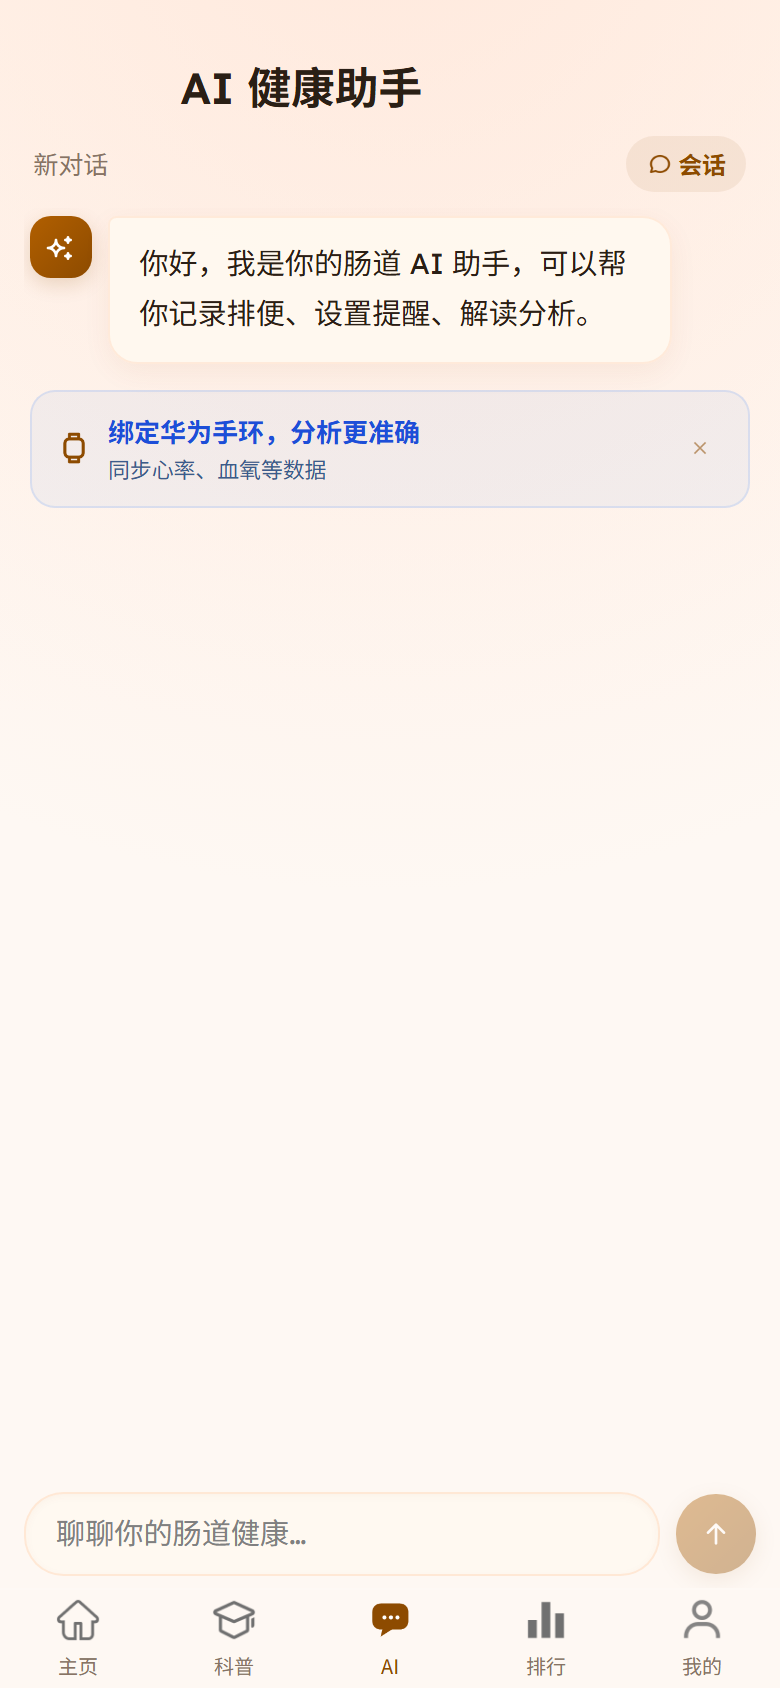 AI 健康助手
新对话
会话
你好，我是你的肠道 AI 助手，可以帮
你记录排便、设置提醒、解读分析。
绑定华为手环，分析更准确
同步心率、血氧等数据
聊聊你的肠道健康...
主页
科普
AI
排行
我的